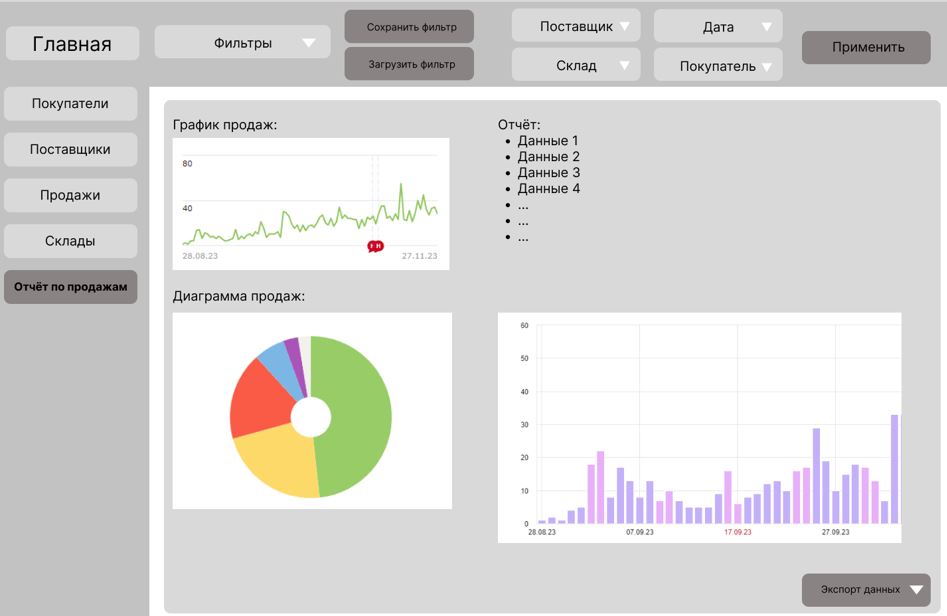 Главная
Фильтры
Сохранить фильтр
Загрузить фильтр
Поставщик
Дата
Склад
Покупатель
Применить
Покупатели
Поставщики
Продажи
Склады
Отчёт по продажам
График продаж:
80
40
28.08.23
27.11.23
Отчёт:
• Данные 1
• Данные 2
• Данные 3
• Данные 4
• ...
• ...
• ...
Диаграмма продаж:
60
50
40
30
20
10
0
28.08.23 07.09.23 17.09.23 27.09.23
Экспорт данных